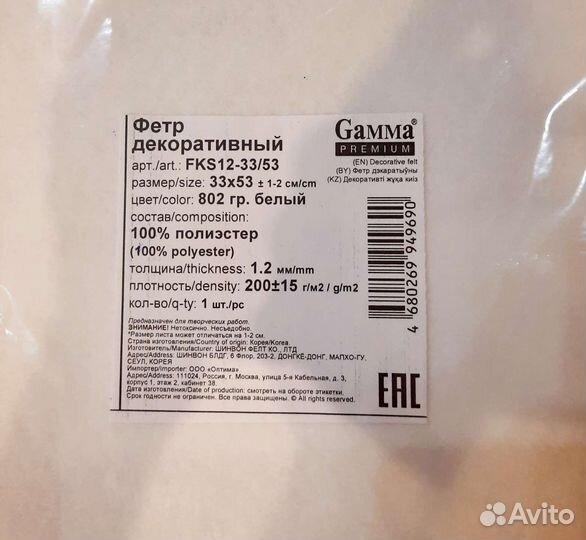 Фетр
декоративный
арт./art.: FKS12-33/53
размер/size: 33x53 ± 1-2 см/cm
цвет/color: 802 гр. белый
состав/composition:
100% полиэстер
(100% polyester)
толщина/thickness: 1.2 мм/mm
плотность/density: 200±15 г/м2 / g/m2
кол-во/q-ty: 1 шт./pc
Gamma®
PREMIUM
(EN) Decorative felt
(BY) Фетр дэкаратыўны
(KZ) Декоративті жұқа киіз
4 680269 949690
Предназначен для творческих работ.
ВНИМАНИЕ! Нетоксично. Несъедобно.
*Размер листа может отличаться на 1-2 см.
Страна изготовления/Country of origin: Корея/Korea.
Изготовитель/Manufacturer: ШИНВОН ФЕЛТ КО., ЛТД
Адрес/Address: ШИНВОН БЛДГ, 6 Флор, 203-2, ДОНГКЁ-ДОНГ, МАПХО-ГУ,
СЕУЛ, КОРЕЯ
Импортер/Importer: ООО «Оптима»
Адрес/Address: 111024, Россия, г. Москва, улица 5-я Кабельная, д. 3,
корпус 1, этаж 2, кабинет 38.
Дата изготовления/Date of production: смотреть на обороте этикетки.
Срок годности не ограничен. Все права защищены. © All rights reserved.
EAC
Avito